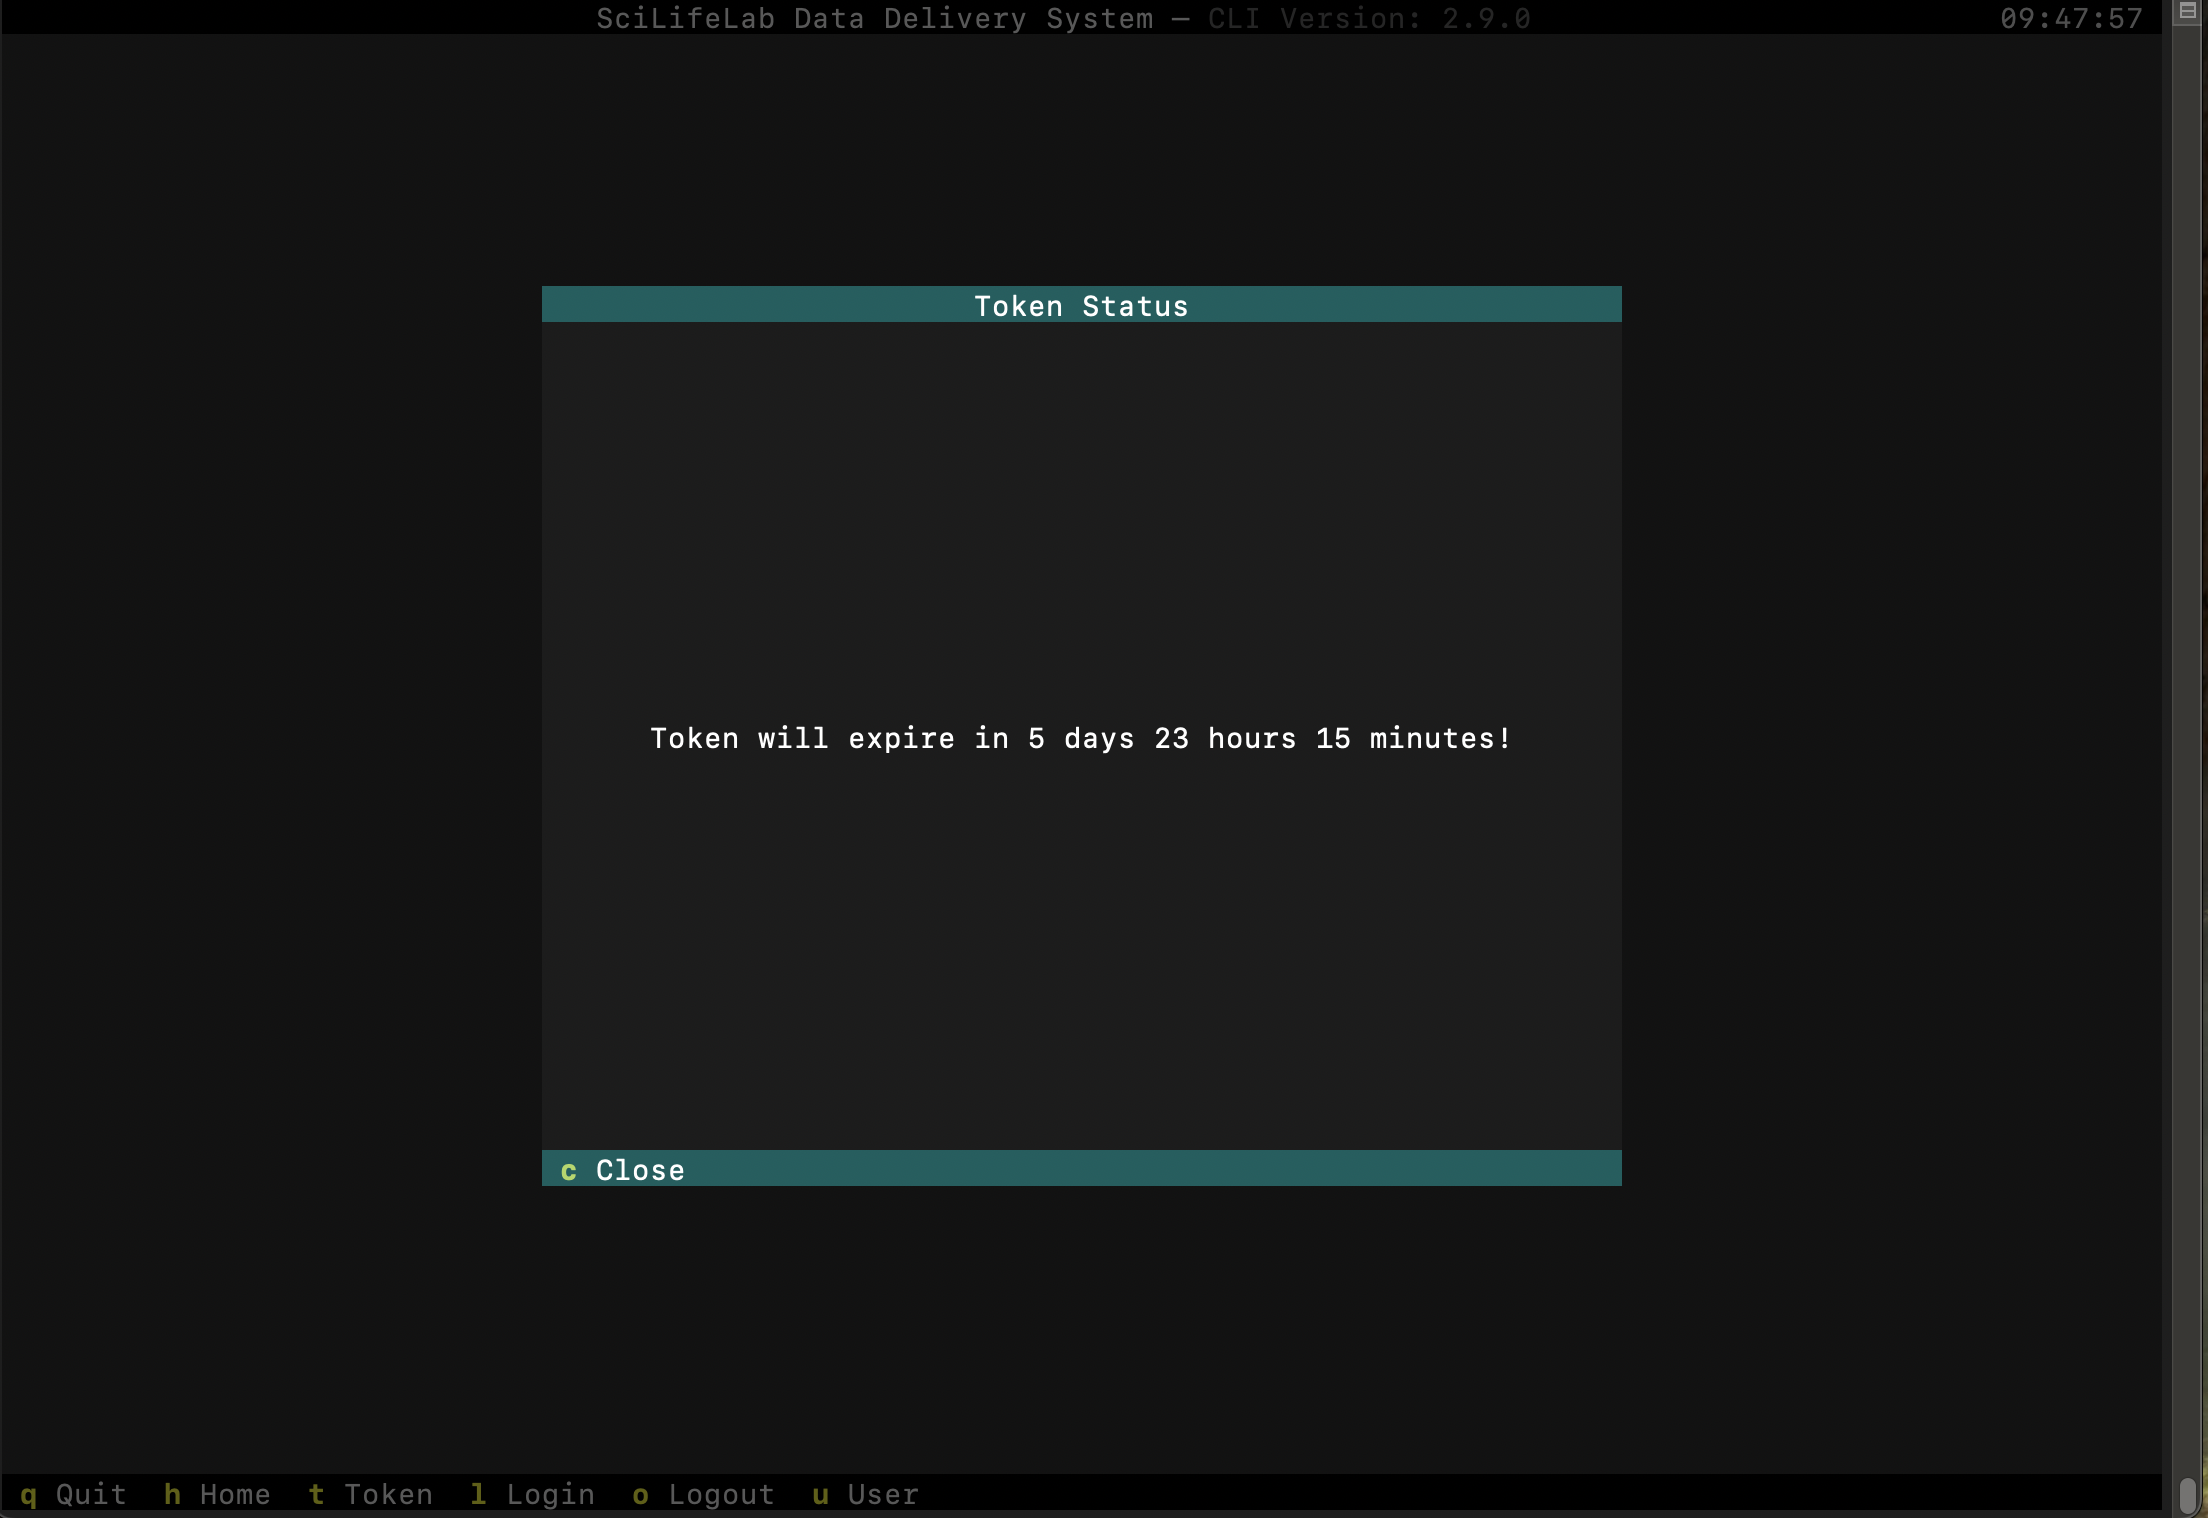 SciLifeLab Data Delivery System — CLI Version: 2.9.0
09:47:57
Token Status
Token will expire in 5 days 23 hours 15 minutes!
c Close
q Quit h Home t Token l Login o Logout u User